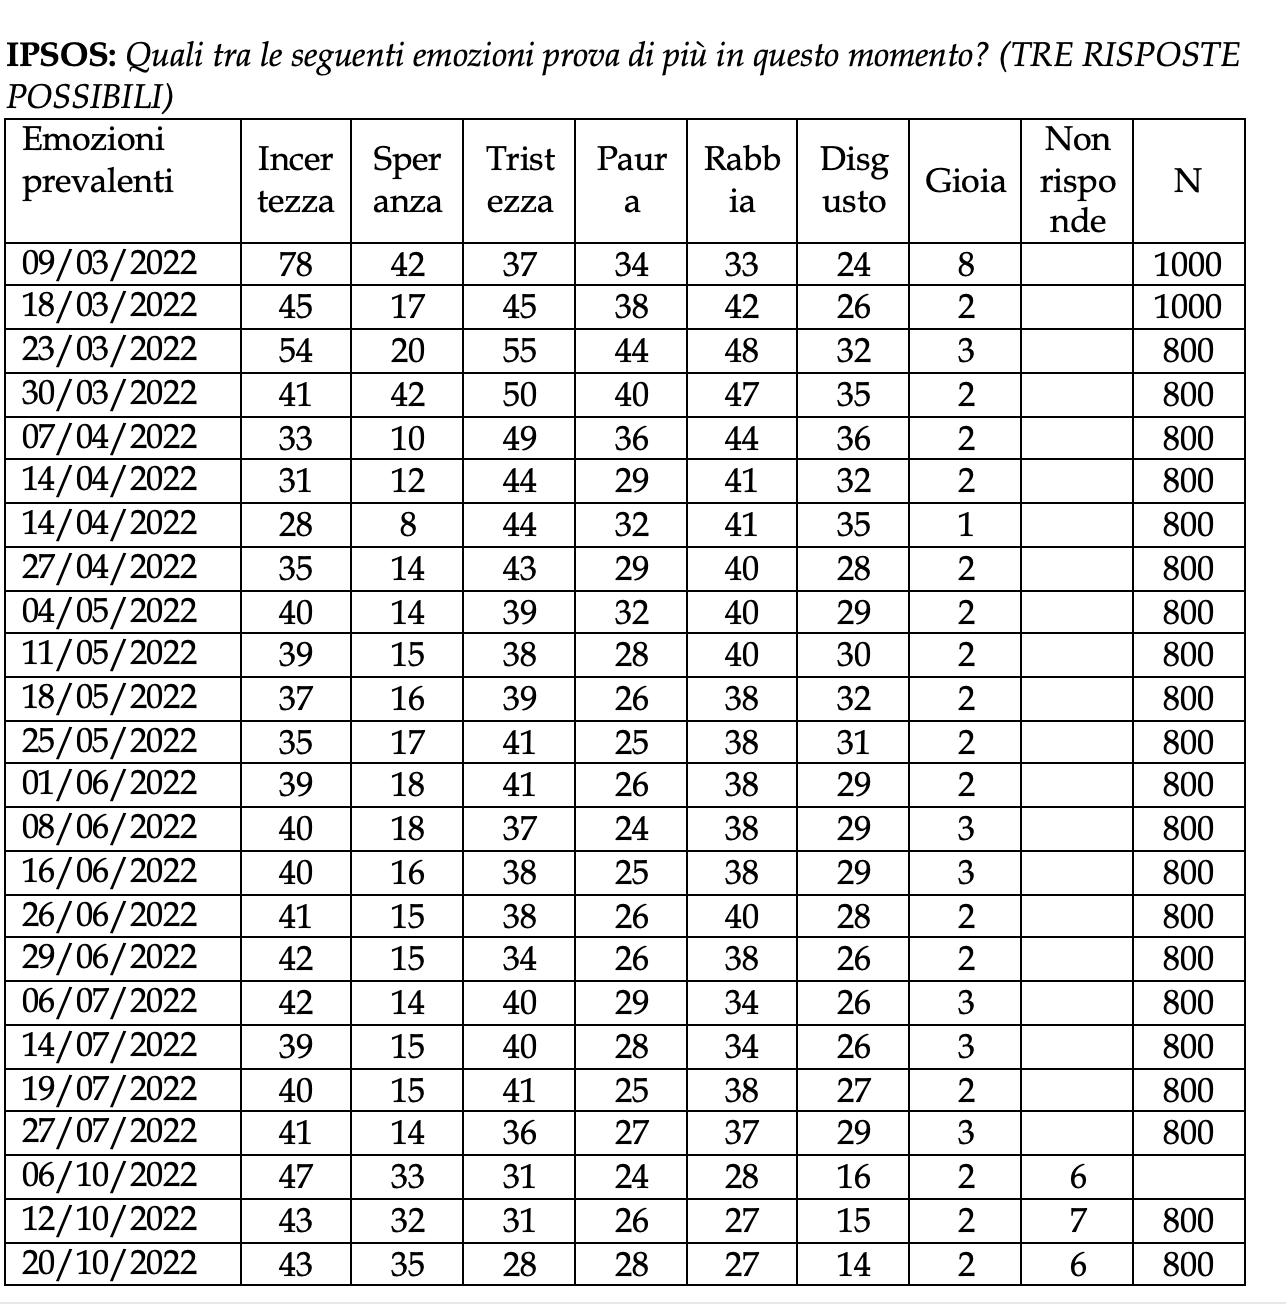 IPSOS: Quali tra le seguenti emozioni prova di più in questo momento? (TRE RISPOSTE
POSSIBILI)
Emozioni prevalenti Incertezza Speranza Tristezza Paura Rabbia Disgusto Gioia Non risponde N
09/03/2022 78 42 37 34 33 24 8 1000
18/03/2022 45 17 45 38 42 26 2 1000
23/03/2022 54 20 55 44 48 32 3 800
30/03/2022 41 42 50 40 47 35 2 800
07/04/2022 33 10 49 36 44 36 2 800
14/04/2022 31 12 44 29 41 32 2 800
14/04/2022 28 8 44 32 41 35 1 800
27/04/2022 35 14 43 29 40 28 2 800
04/05/2022 40 14 39 32 40 29 2 800
11/05/2022 39 15 38 28 40 30 2 800
18/05/2022 37 16 39 26 38 32 2 800
25/05/2022 35 17 41 25 38 31 2 800
01/06/2022 39 18 41 26 38 29 2 800
08/06/2022 40 18 37 24 38 29 3 800
16/06/2022 40 16 38 25 38 29 3 800
26/06/2022 41 15 38 26 40 28 2 800
29/06/2022 42 15 34 26 38 26 2 800
06/07/2022 42 14 40 29 34 26 3 800
14/07/2022 39 15 40 28 34 26 3 800
19/07/2022 40 15 41 25 38 27 2 800
27/07/2022 41 14 36 27 37 29 3 800
06/10/2022 47 33 31 24 28 16 2 6
12/10/2022 43 32 31 26 27 15 2 7 800
20/10/2022 43 35 28 28 27 14 2 6 800